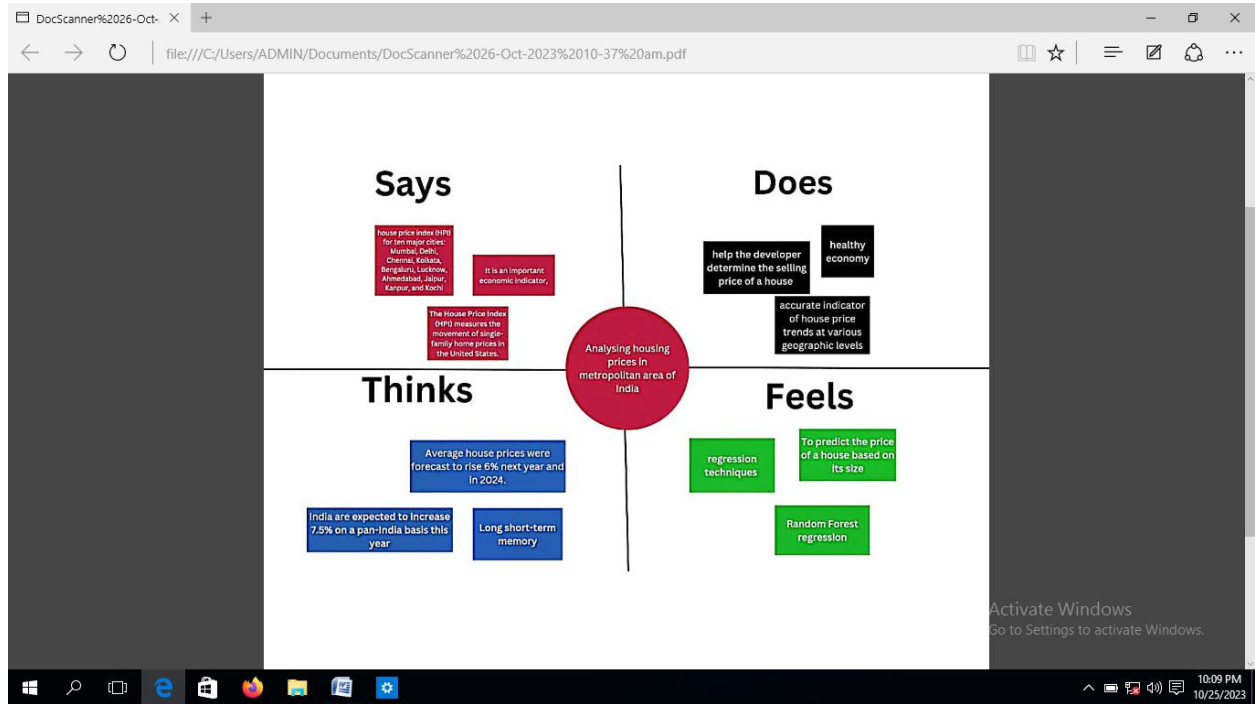 DocScanner%2026-Oct-
file:///C:/Users/ADMIN/Documents/DocScanner%2026-Oct-2023%2010-37%20am.pdf
Says
house price index (HPI)
for ten major cities:
Mumbai, Delhi,
Chennai, Kolkata,
Bengaluru, Lucknow,
Ahmedabad, Jaipur,
Kanpur, and Kochi
It is an important
economic indicator,
The House Price Index
(HPI) measures the
movement of single-
family home prices in
the United States.
Does
help the developer
determine the selling
price of a house
healthy
economy
accurate indicator
of house price
trends at various
geographic levels
Analysing housing
prices in
metropolitan area of
India
Thinks
Average house prices were
forecast to rise 6% next year and
in 2024.
India are expected to increase
7.5% on a pan-India basis this
year
Long short-term
memory
Feels
regression
techniques
To predict the price
of a house based on
its size
Random Forest
regression
Activate Windows
Go to Settings to activate Windows.
10:09 PM
10/25/2023